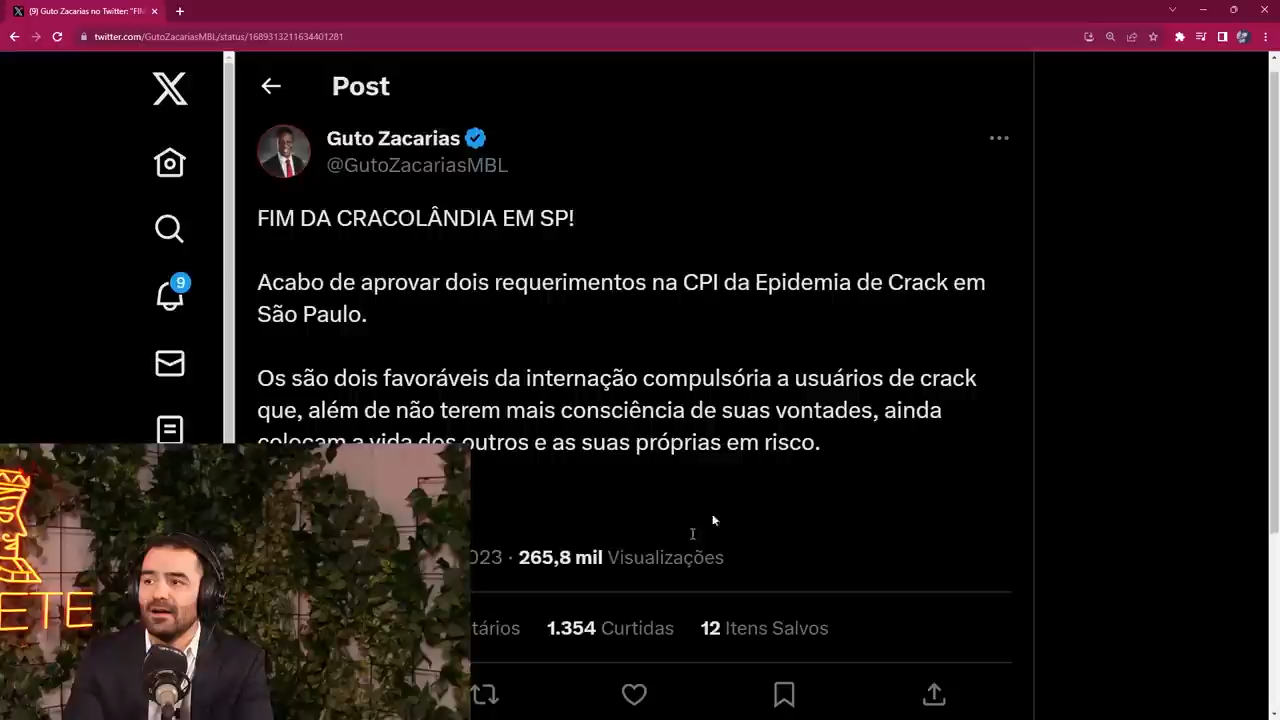 (9) Guto Zacarias no Twitter: "FIM
twitter.com/GutoZacariasMBL/status/1689313211634401281
Post
Guto Zacarias
@GutoZacariasMBL
FIM DA CRACOLÂNDIA EM SP!
Acabo de aprovar dois requerimentos na CPI da Epidemia de Crack em
São Paulo.
Os são dois favoráveis da internação compulsória a usuários de crack
que, além de não terem mais consciência de suas vontades, ainda
colocam a vida dos outros e as suas próprias em risco.
9
023 · 265,8 mil Visualizações
tários 1.354 Curtidas 12 Itens Salvos
ETE